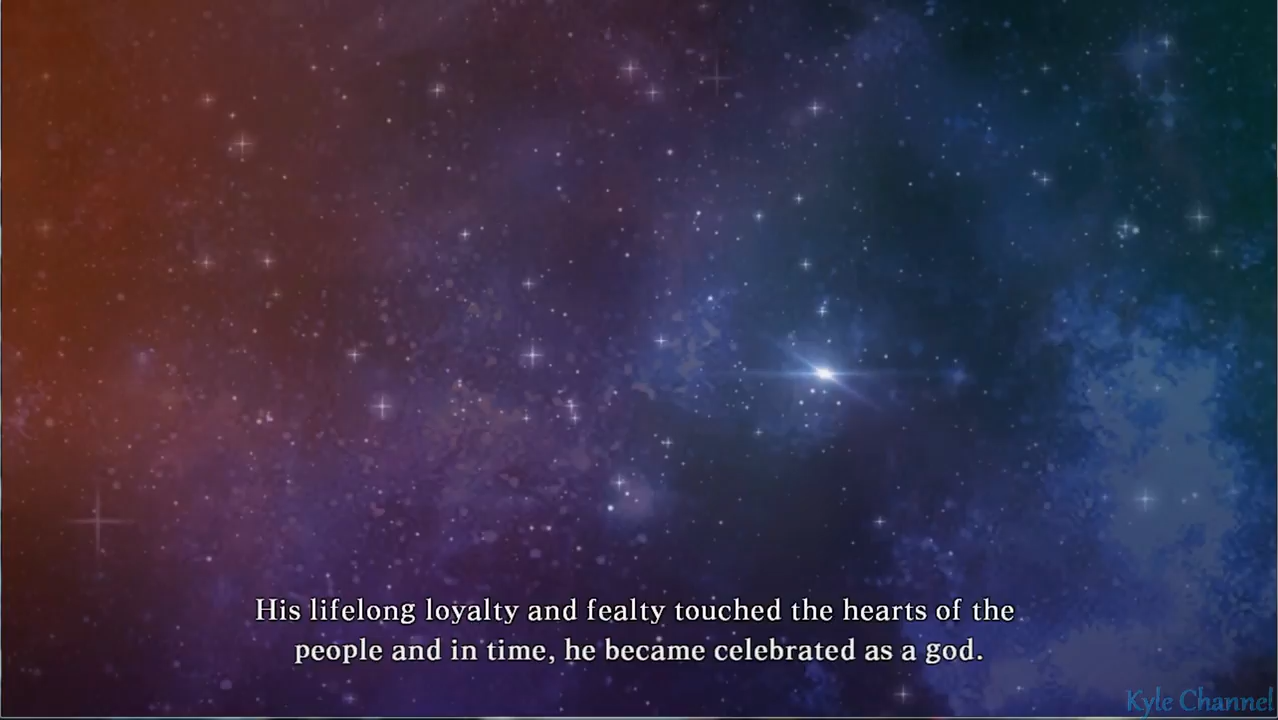 His lifelong loyalty and fealty touched the hearts of the
people and in time, he became celebrated as a god.
Kyle Channel